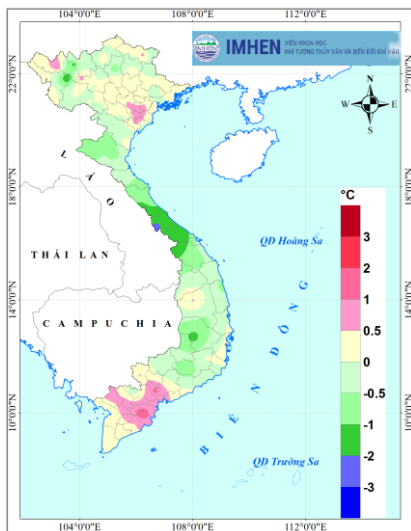 104°0'0"E 108°0'0"E 112°0'0"E
IMHEN
IMHEN VIỆN KHOA HỌC
KHÍ TƯỢNG THỦY VĂN VÀ BIẾN ĐỔI KHÍ HẬU
22°0'0"N
22°0'0"N
N
W E
S
LÀO
18°0'0"N
18°0'0"N
°C
3
2
1
0.5
0
-0.5
-1
-2
-3
THÁI LAN
QĐ Hoàng Sa
14°0'0"N
14°0'0"N
CAMPUCHIA
BIỂN ĐÔNG
10°0'0"N
10°0'0"N
QĐ Trường Sa
104°0'0"E 108°0'0"E 112°0'0"E